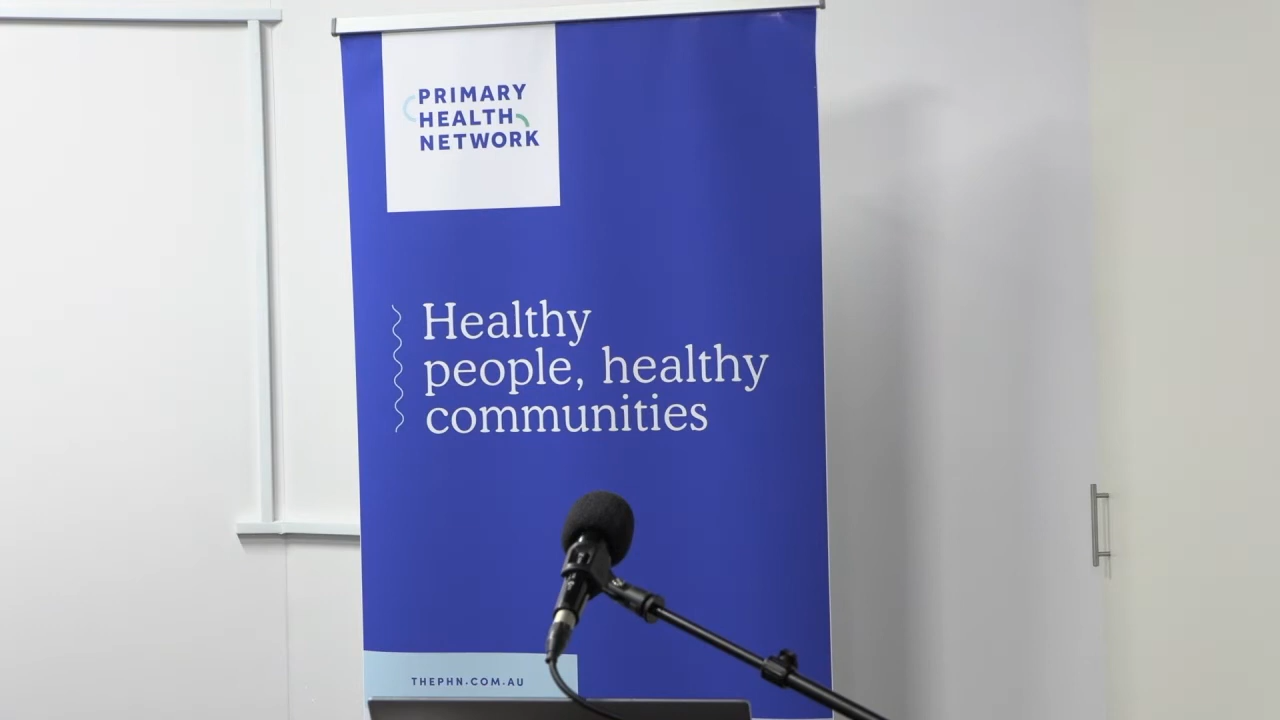 PRIMARY
HEALTH
NETWORK
Healthy
people, healthy
communities
THEPHN.COM.AU